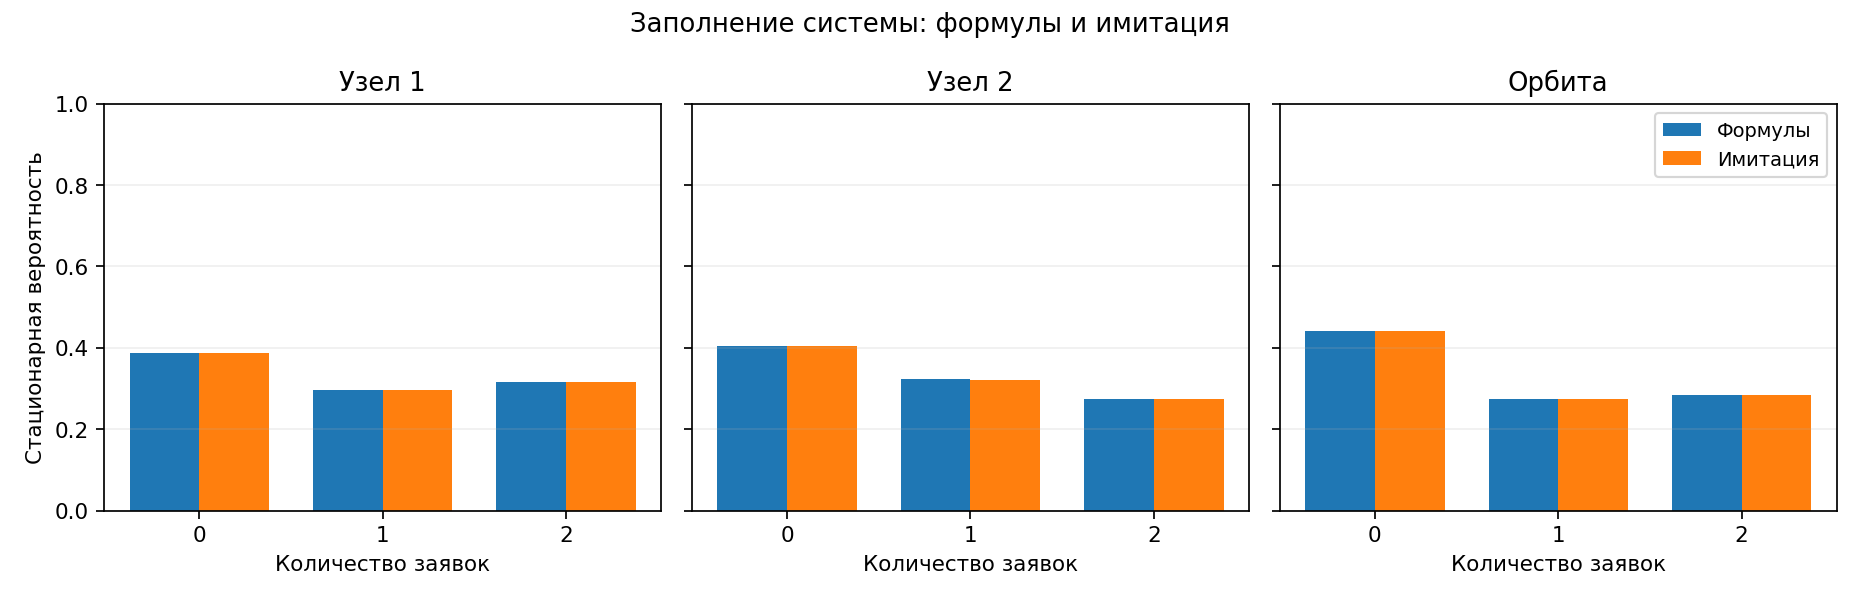 Заполнение системы: формулы и имитация
Узел 1
Узел 2
Орбита
Стационарная вероятность
1.0
0.8
0.6
0.4
0.2
0.0
Формулы
Имитация
0 1 2
0 1 2
0 1 2
Количество заявок
Количество заявок
Количество заявок